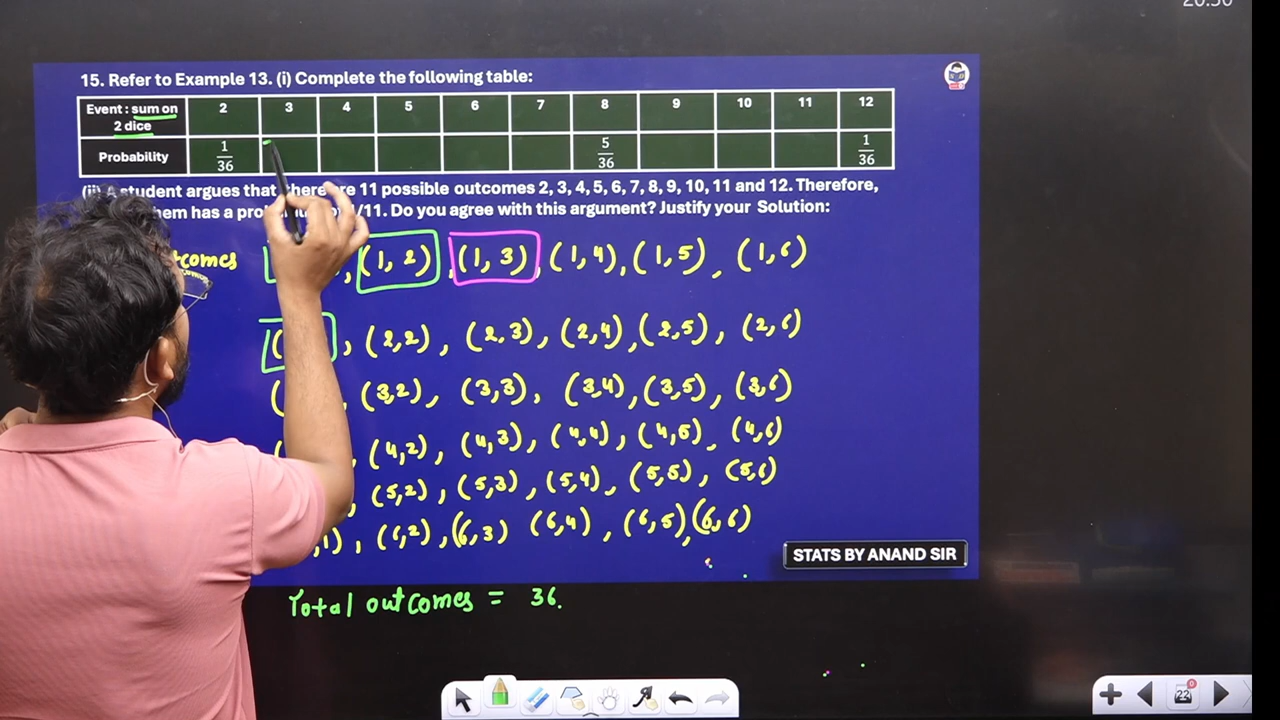 20:50
15. Refer to Example 13. (i) Complete the following table:
Event : sum on 2 dice 2 3 4 5 6 7 8 9 10 11 12
Probability 1/36 5/36 1/36
(ii) A student argues that there are 11 possible outcomes 2, 3, 4, 5, 6, 7, 8, 9, 10, 11 and 12. Therefore,
them has a /11. Do you agree with this argument? Justify your Solution:
(1, 2), (1, 3), (1, 4), (1, 5), (1, 6)
, (2,2), (2,3), (2,4), (2,5), (2,6)
(3,2), (3,3), (3,4), (3,5), (3,6)
(4,2), (4,3), (4,4), (4,5), (4,6)
(5,2), (5,3), (5,4), (5,5), (5,6)
,1), (6,2), (6,3) (6,4), (6,5), (6,6)
STATS BY ANAND SIR
Total outcomes = 36.
22